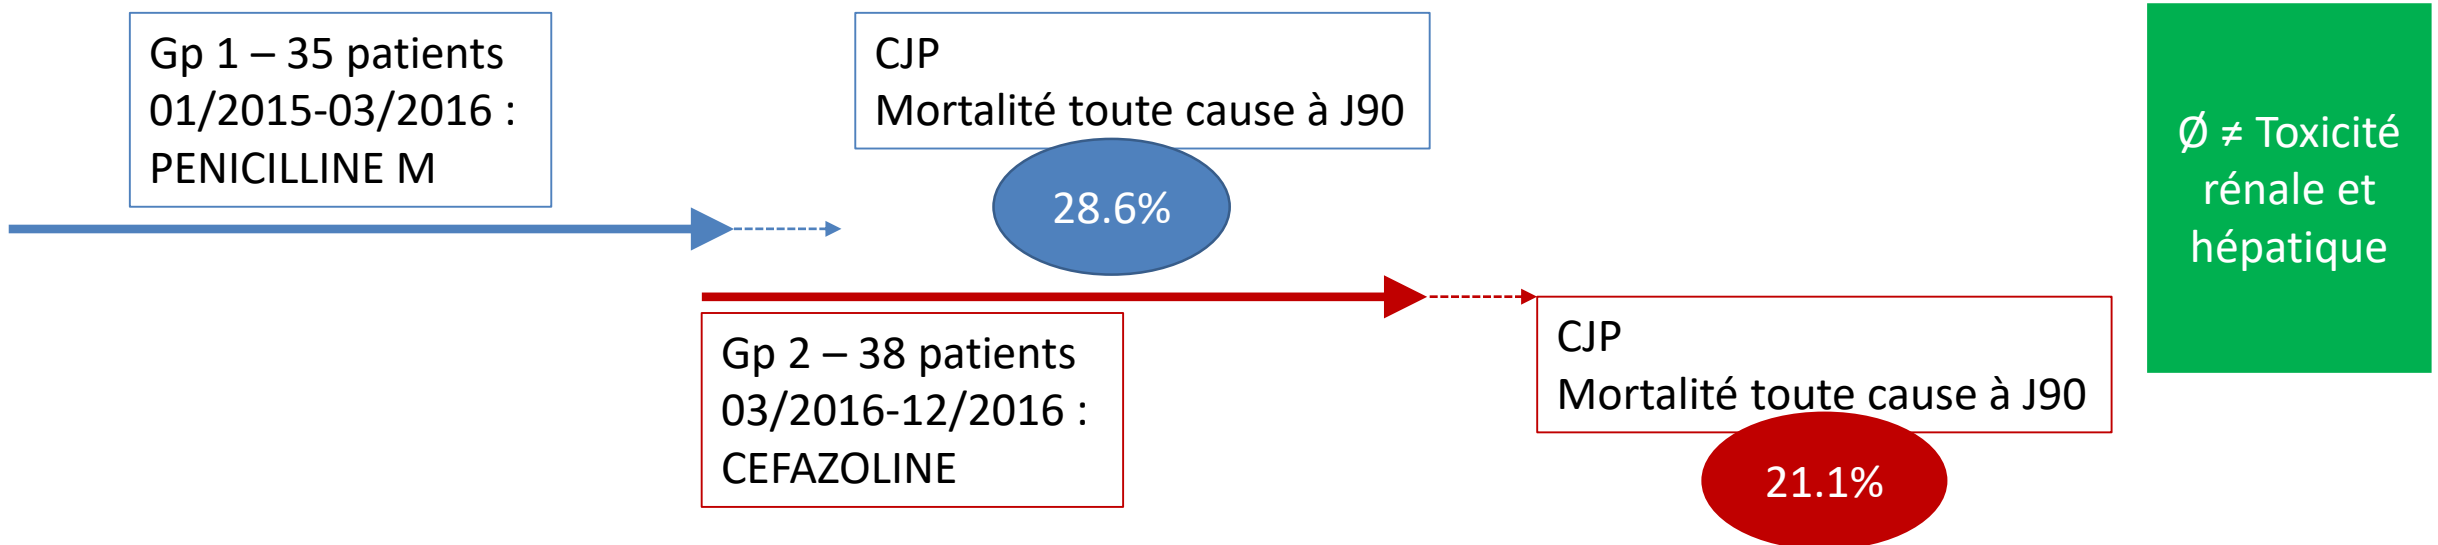 Gp 1 – 35 patients
01/2015-03/2016 :
PENICILLINE M
CJP
Mortalité toute cause à J90
28.6%
Gp 2 – 38 patients
03/2016-12/2016 :
CEFAZOLINE
CJP
Mortalité toute cause à J90
21.1%
Ø ≠ Toxicité
rénale et
hépatique